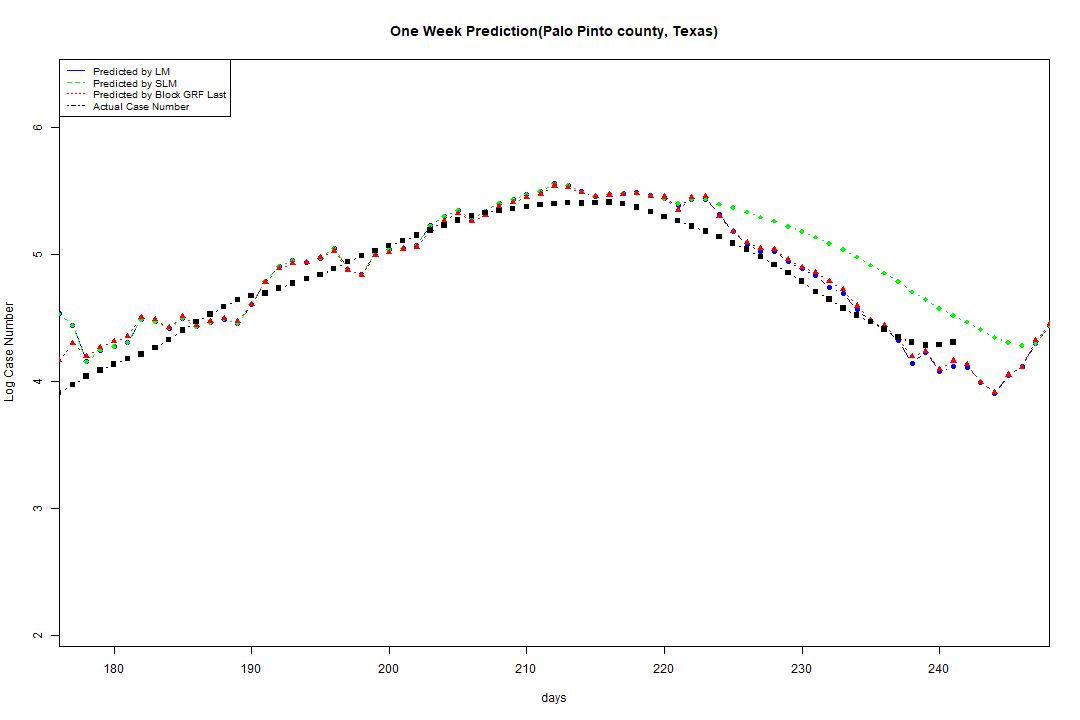 One Week Prediction(Palo Pinto county, Texas)
Predicted by LM
Predicted by SLM
Predicted by Block GRF Last
Actual Case Number
6
5
4
3
2
Log Case Number
180 190 200 210 220 230 240
days